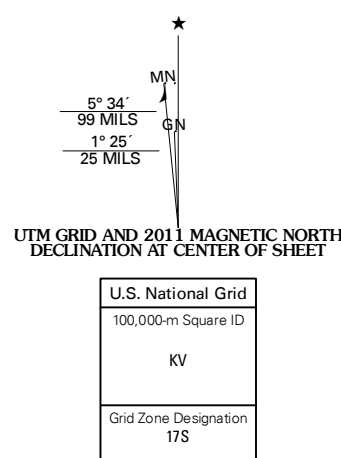 ★
MN
5° 34´
99 MILS
GN
1° 25´
25 MILS
UTM GRID AND 2011 MAGNETIC NORTH
DECLINATION AT CENTER OF SHEET
U.S. National Grid
100,000-m Square ID
KV
Grid Zone Designation
17S